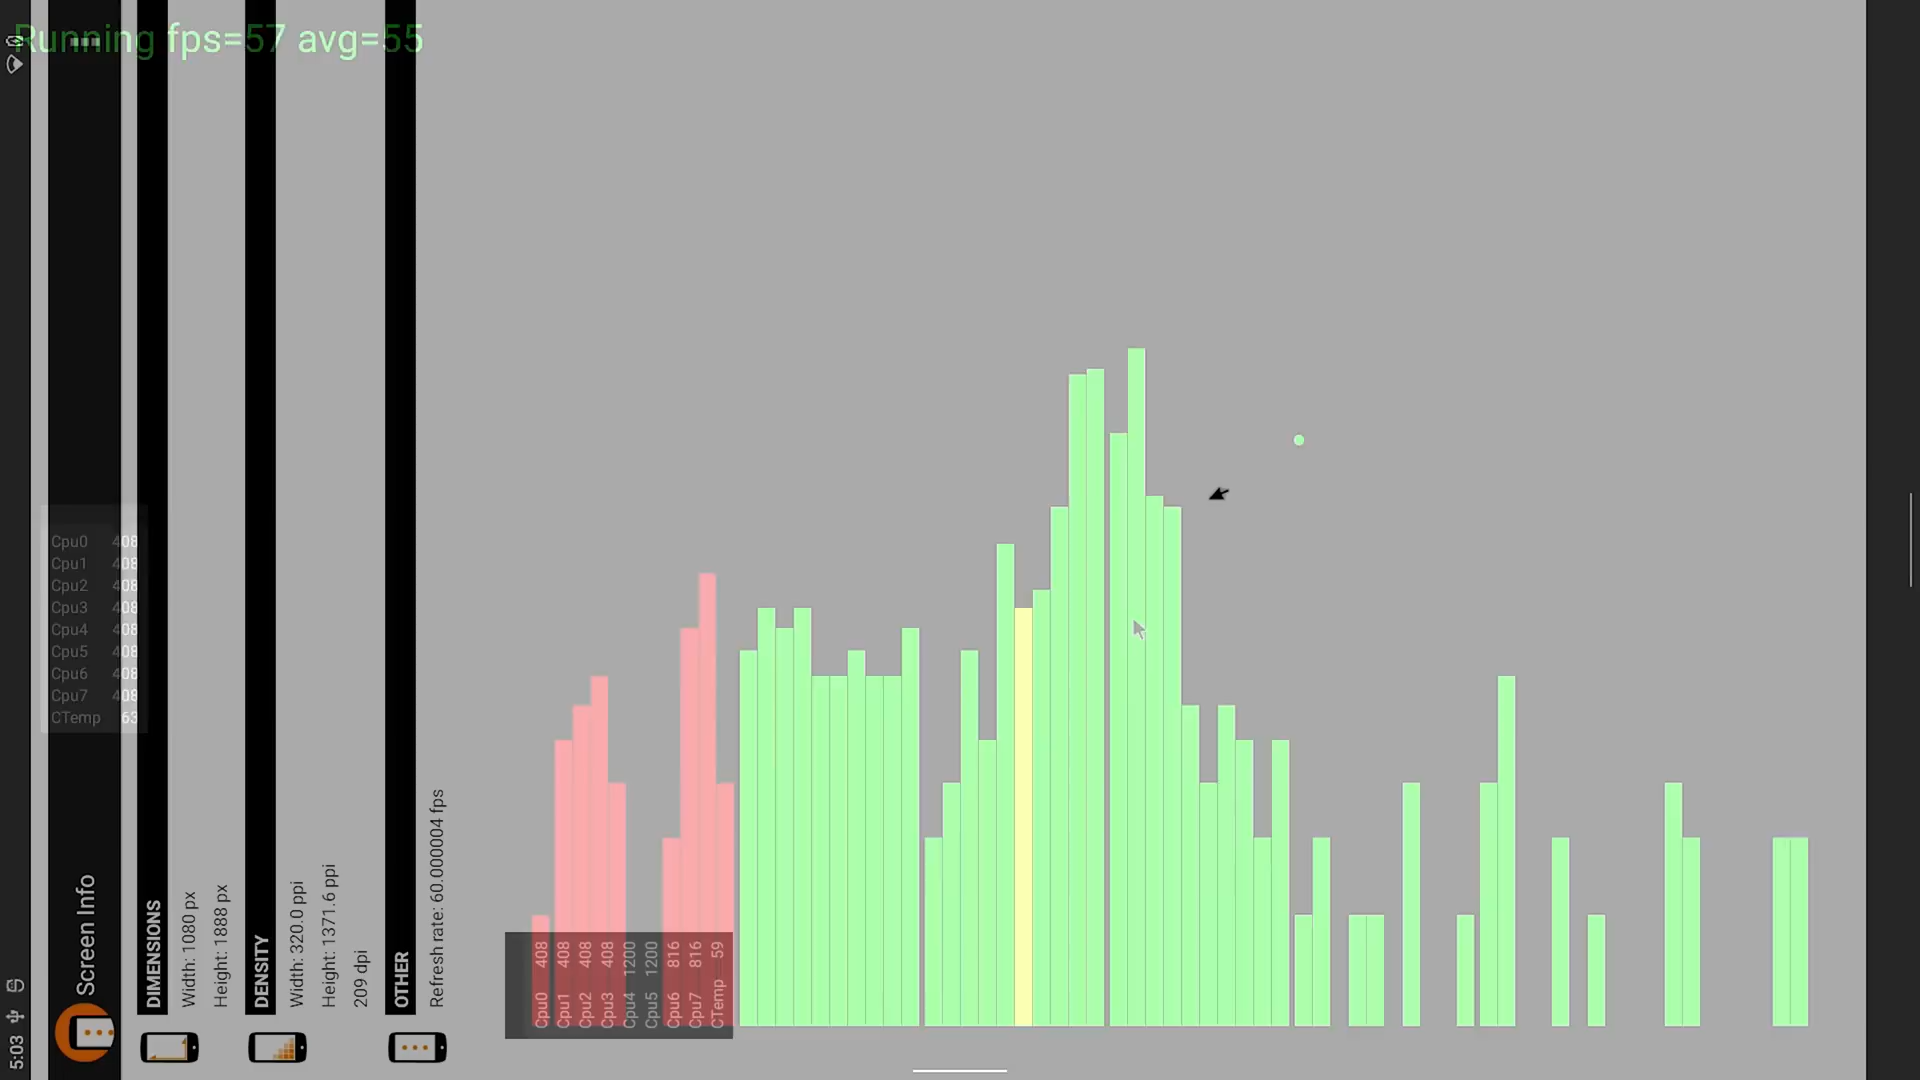 Running fps=57 avg=55
Screen Info
DIMENSIONS
Width: 1080 px
Height: 1888 px
DENSITY
Width: 320.0 ppi
Height: 1371.6 ppi
209 dpi
OTHER
Refresh rate: 60.000004 fps
Cpu0 408
Cpu1 408
Cpu2 408
Cpu3 408
Cpu4 408
Cpu5 408
Cpu6 408
Cpu7 408
CTemp 63
Cpu0 408
Cpu1 408
Cpu2 408
Cpu3 408
Cpu4 1200
Cpu5 1200
Cpu6 816
Cpu7 816
CTemp 59
5:03